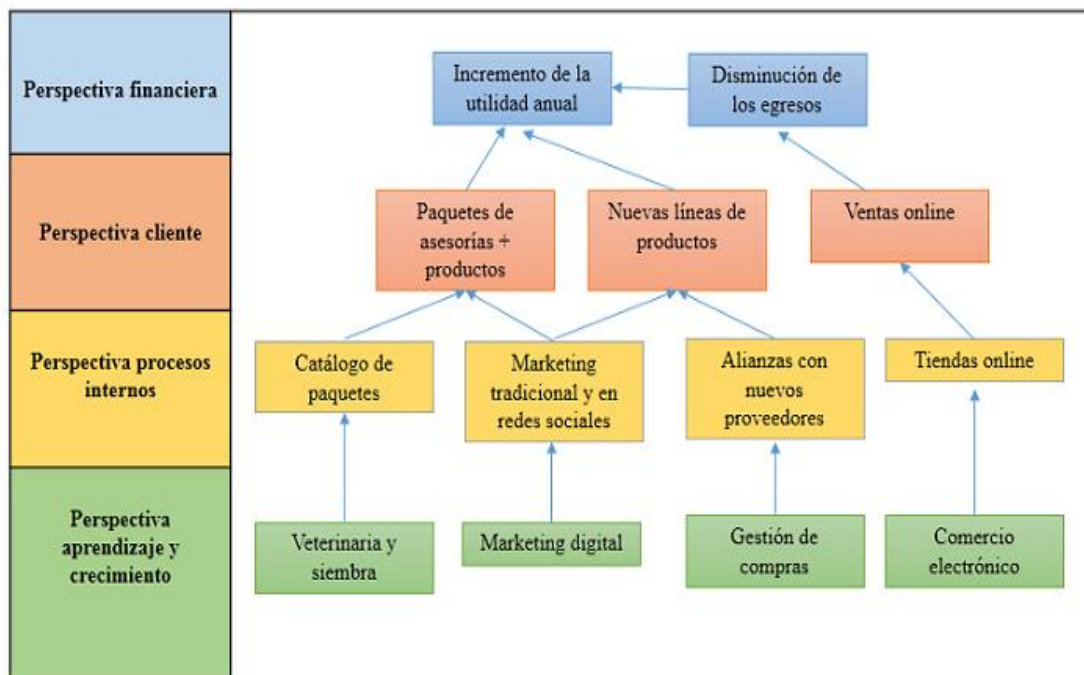 Perspectiva financiera
Incremento de la
utilidad anual
Disminución de
los egresos
Perspectiva cliente
Paquetes de
asesorías +
productos
Nuevas líneas de
productos
Ventas online
Perspectiva procesos
internos
Catálogo de
paquetes
Marketing
tradicional y en
redes sociales
Alianzas con
nuevos
proveedores
Tiendas online
Perspectiva
aprendizaje y
crecimiento
Veterinaria y
siembra
Marketing digital
Gestión de
compras
Comercio
electrónico